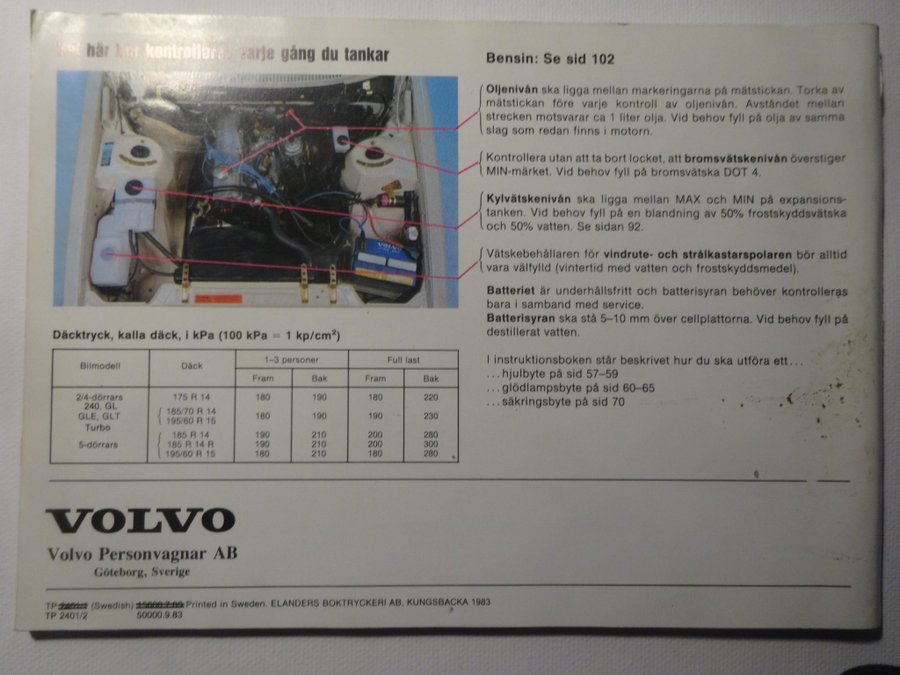 här bör kontrolleras varje gång du tankar
VOLVO
Däcktryck, kalla däck, i kPa (100 kPa = 1 kp/cm²)
Bilmodell Däck 1–3 personer Full last
Fram Bak Fram Bak
2/4-dörrars 175 R 14 180 190 180 220
240, GL
GLE, GLT { 185/70 R 14
195/60 R 15 180 190 190 230
Turbo
5-dörrars { 185 R 14 190 210 200 280
185 R 14 R 190 210 200 300
195/60 R 15 180 210 180 280
Bensin: Se sid 102
Oljenivån ska ligga mellan markeringarna på mätstickan. Torka av
mätstickan före varje kontroll av oljenivån. Avståndet mellan
strecken motsvarar ca 1 liter olja. Vid behov fyll på olja av samma
slag som redan finns i motorn.
Kontrollera utan att ta bort locket, att bromsvätskenivån överstiger
MIN-märket. Vid behov fyll på bromsvätska DOT 4.
Kylvätskenivån ska ligga mellan MAX och MIN på expansions-
tanken. Vid behov fyll på en blandning av 50% frostskyddsvätska
och 50% vatten. Se sidan 92.
Vätskebehållaren för vindrute- och strålkastarspolaren bör alltid
vara välfylld (vintertid med vatten och frostskyddsmedel).
Batteriet är underhållsfritt och batterisyran behöver kontrolleras
bara i samband med service.
Batterisyran ska stå 5–10 mm över cellplattorna. Vid behov fyll på
destillerat vatten.
I instruktionsboken står beskrivet hur du ska utföra ett...
...hjulbyte på sid 57–59
...glödlampsbyte på sid 60–65
...säkringsbyte på sid 70
VOLVO
Volvo Personvagnar AB
Göteborg, Sverige
TP (Swedish) Printed in Sweden. ELANDERS BOKTRYCKERI AB, KUNGSBACKA 1983
TP 2401/2 50000.9.83